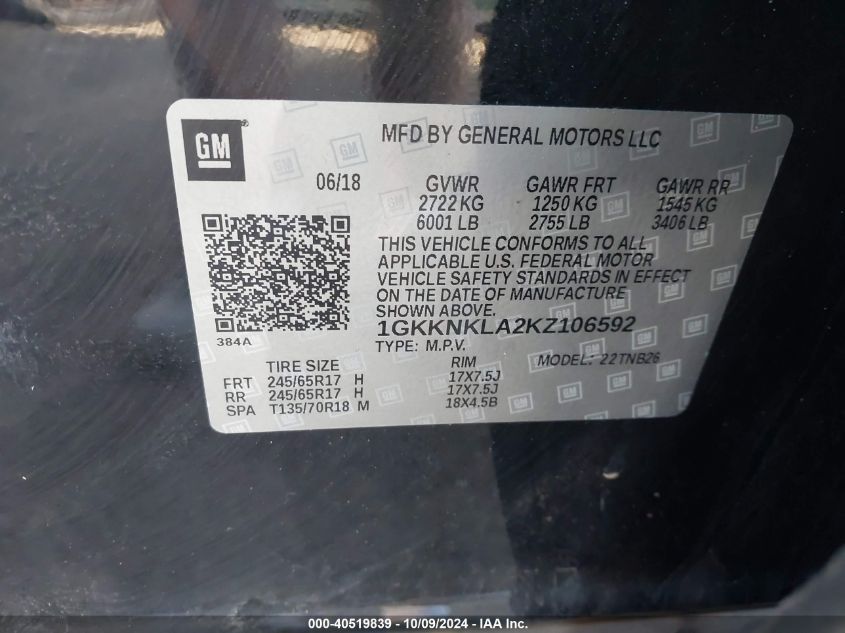 GM
MFD BY GENERAL MOTORS LLC
06/18 GVWR GAWR FRT GAWR RR
2722 KG 1250 KG 1545 KG
6001 LB 2755 LB 3406 LB
THIS VEHICLE CONFORMS TO ALL
APPLICABLE U.S. FEDERAL MOTOR
VEHICLE SAFETY STANDARDS IN EFFECT
ON THE DATE OF MANUFACTURE
SHOWN ABOVE.
384A 1GKKNKLA2KZ106592
TYPE: M.P.V. MODEL: 22TNB26
TIRE SIZE RIM
FRT 245/65R17 H 17X7.5J
RR 245/65R17 H 17X7.5J
SPA T135/70R18 M 18X4.5B
000-40519839 - 10/09/2024 - IAA Inc.